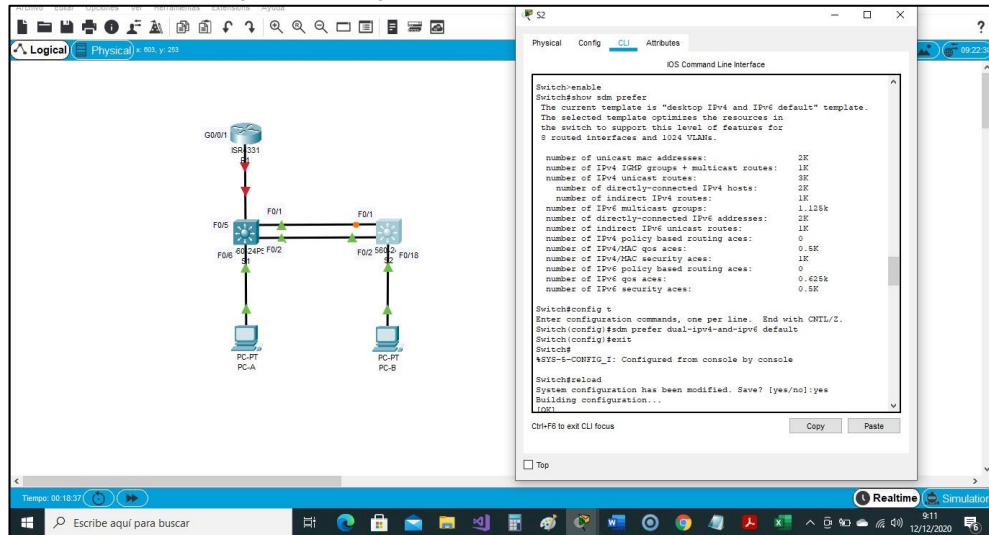 Archivo Editar Opciones Ver Herramientas Extensions Ayuda
?
Logical Physical x: 603, y: 253
09:22:30
G0/0/1
ISR4331
R1
F0/5
F0/1
F0/1
F0/6
F0/2
S1
F0/2
F0/18
S2
PC-PT
PC-A
PC-PT
PC-B
S2
Physical Config CLI Attributes
IOS Command Line Interface
Switch>enable
Switch#show sdm prefer
The current template is "desktop IPv4 and IPv6 default" template.
The selected template optimizes the resources in
the switch to support this level of features for
8 routed interfaces and 1024 VLANs.
number of unicast mac addresses: 2K
number of IPv4 IGMP groups + multicast routes: 1K
number of IPv4 unicast routes: 3K
number of directly-connected IPv4 hosts: 2K
number of indirect IPv4 routes: 1K
number of IPv6 multicast groups: 1.125k
number of directly-connected IPv6 addresses: 2K
number of indirect IPv6 unicast routes: 1K
number of IPv4 policy based routing aces: 0
number of IPv4/MAC qos aces: 0.5K
number of IPv4/MAC security aces: 1K
number of IPv6 policy based routing aces: 0
number of IPv6 qos aces: 0.625k
number of IPv6 security aces: 0.5K
Switch#config t
Enter configuration commands, one per line. End with CNTL/Z.
Switch(config)#sdm prefer dual-ipv4-and-ipv6 default
Switch(config)#exit
Switch#
%SYS-5-CONFIG_I: Configured from console by console
Switch#reload
System configuration has been modified. Save? [yes/no]:yes
Building configuration...
[OK]
Ctrl+F6 to exit CLI focus
Copy Paste
Top
Tiempo: 00:18:37
Realtime Simulation
Escribe aquí para buscar
9:11
12/12/2020